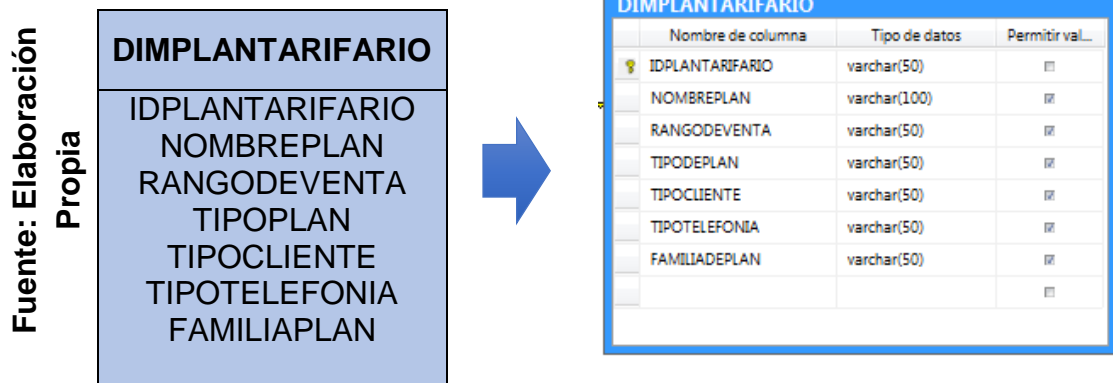 Fuente: Elaboración
Propia
DIMPLANTARIFARIO
IDPLANTARIFARIO
NOMBREPLAN
RANGODEVENTA
TIPOPLAN
TIPOCLIENTE
TIPOTELEFONIA
FAMILIAPLAN
DIMPLANTARIFARIO
Nombre de columna Tipo de datos Permitir val...
IDPLANTARIFARIO varchar(50)
NOMBREPLAN varchar(100)
RANGODEVENTA varchar(50)
TIPODEPLAN varchar(50)
TIPOCLIENTE varchar(50)
TIPOTELEFONIA varchar(50)
FAMILIADEPLAN varchar(50)